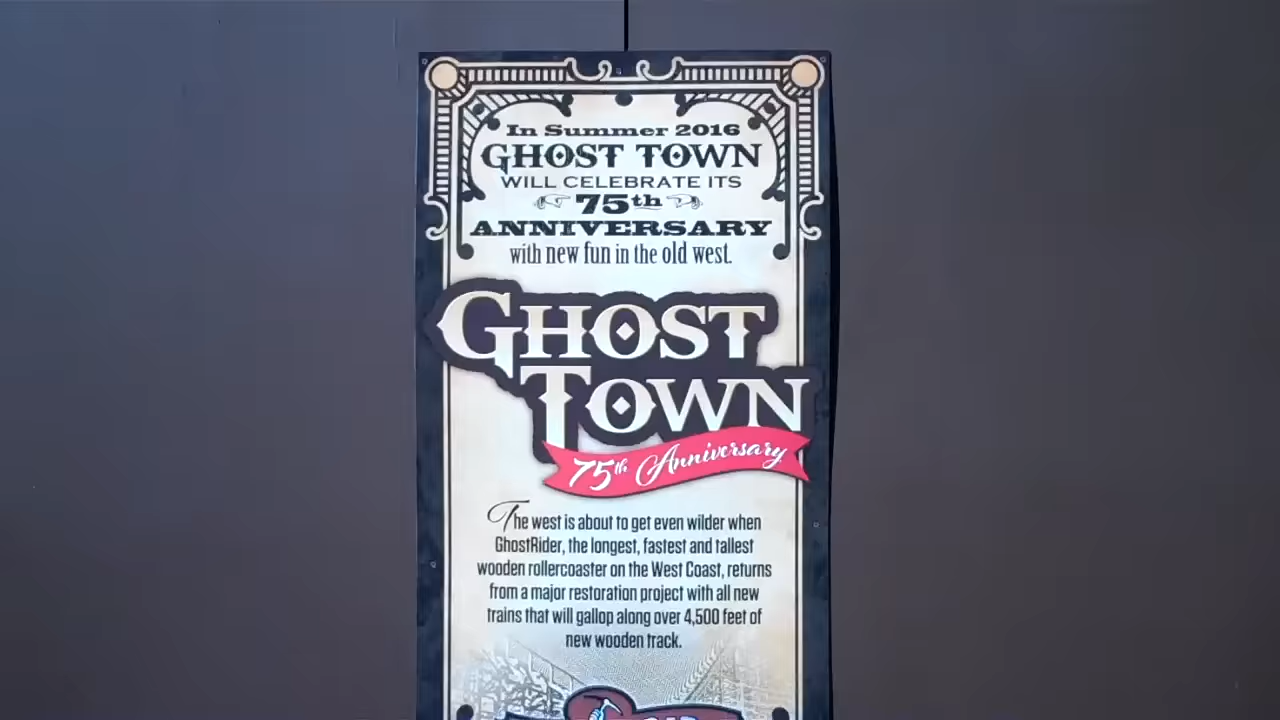 In Summer 2016
GHOST TOWN
WILL CELEBRATE ITS
75th
ANNIVERSARY
with new fun in the old west.
GHOST
TOWN
75th Anniversary
The west is about to get even wilder when
GhostRider, the longest, fastest and tallest
wooden rollercoaster on the West Coast, returns
from a major restoration project with all new
trains that will gallop along over 4,500 feet of
new wooden track.